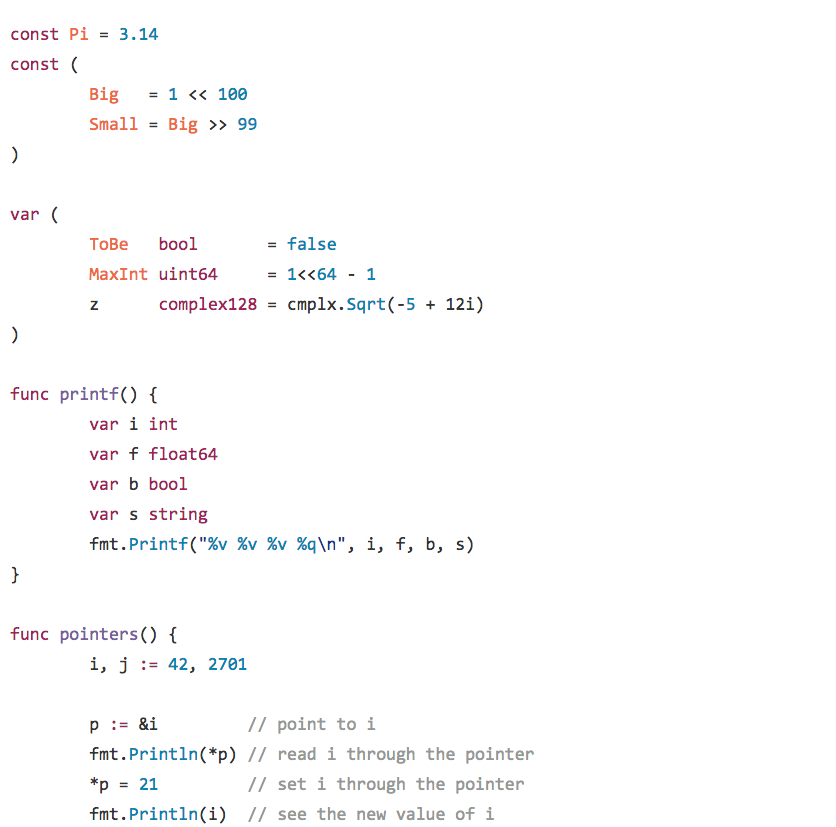 const Pi = 3.14
const (
        Big   = 1 << 100
        Small = Big >> 99
)

var (
        ToBe   bool       = false
        MaxInt uint64     = 1<<64 - 1
        z      complex128 = cmplx.Sqrt(-5 + 12i)
)

func printf() {
        var i int
        var f float64
        var b bool
        var s string
        fmt.Printf("%v %v %v %q\n", i, f, b, s)
}

func pointers() {
        i, j := 42, 2701

        p := &i         // point to i
        fmt.Println(*p) // read i through the pointer
        *p = 21         // set i through the pointer
        fmt.Println(i)  // see the new value of i